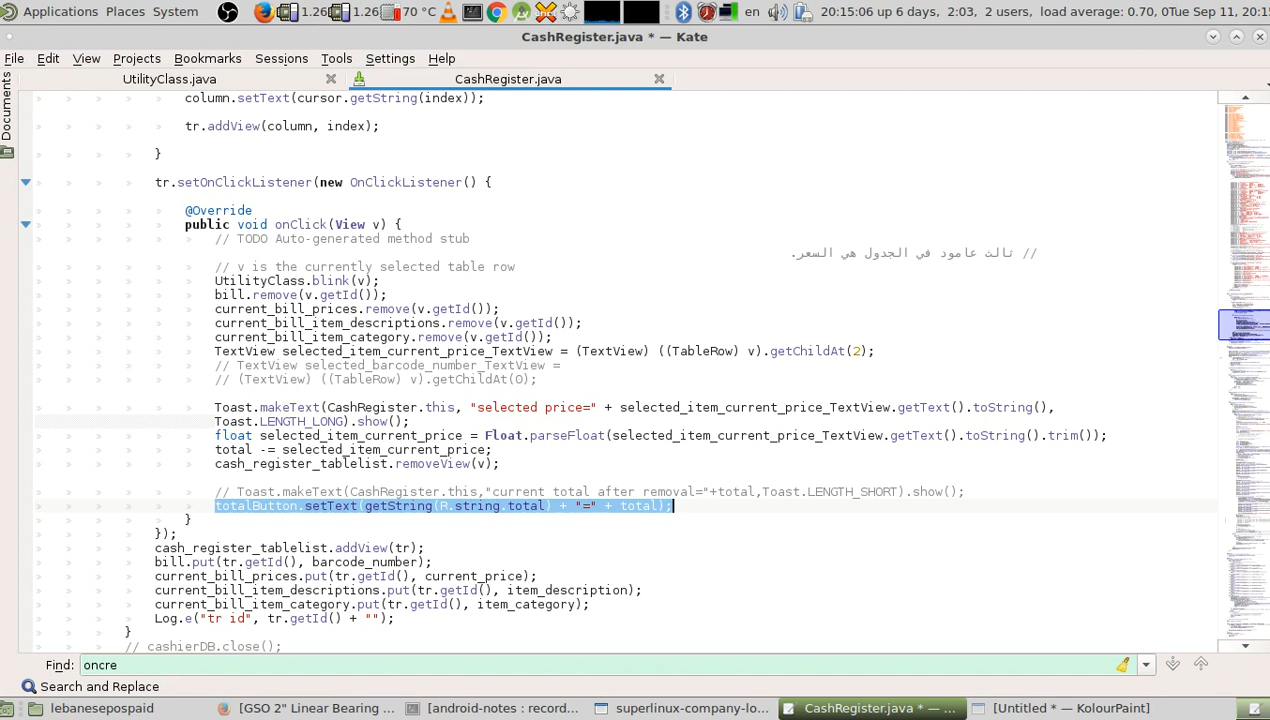 Applications Places System 1.26 1.26 70 °C en 20:15:06 up 6 days, 2:03, 2 users, load average: 0.70, 0 Tue Sep 11, 20:15
CashRegister.java * — Kate
File Edit View Projects Bookmarks Sessions Tools Settings Help
UtilityClass.java CashRegister.java
Documents
column.setText(cursor.getString(index));
tr.addView(column, index);
}
tr.setOnClickListener(new OnClickListener() {
@Override
public void onClick(View v) {
// TODO Auto-generated method stub
// في الجدول هي
// v is the currently selected table row
UtilityClass.blink
bill.remove(v.getI
current_bill_prices.remove(v.getId());
current_bill_item_descriptions.remove(v.getId());
current_bill_item_category.remove(v.getId());
TextView selected_item_current_price_TextView = (TextView) ((TableRow) v).getChildAt(2);
// TextView selected_barcode_number_TextView =
// (TextView) ((TableRow) v).getChildAt(0);
Toast.makeText(CashRegister.this, "selected price=" + selected_item_current_price_TextView.getText().toString(),
Toast.LENGTH_LONG).show();
float selected_item_current_price = Float.parseFloat(selected_item_current_price_TextView.getText().toString().trim());
total -= selected_item_current_price;
cash_register_tablelist.removeView(v);
// Toast.makeText(CashRegister.this,"current total after removal="+total,Toast.LENGTH_SHORT).show();
totalButton.setText(getString(R.string.total) + "=" + total);
}
});
cash_register_tablelist.addView(tr);
bill.put(tr.getId(), barcode_number);
current_bill_prices.put(tr.getId(), current_price);
current_bill_item_descriptions.put(tr.getId(), description);
current_bill_item_category.put(tr.getId(), item_category);
Log.e("tr id", tr.getId()
}
// cashierDB.close();
Find: oncre
Search and Replace
lebanesepospaid [GSO 2" Linear Bearing ... [android-notes : nor.... superlinux-company-lo... CashRegister.java * — ... [Untitled * — KolourPaint]